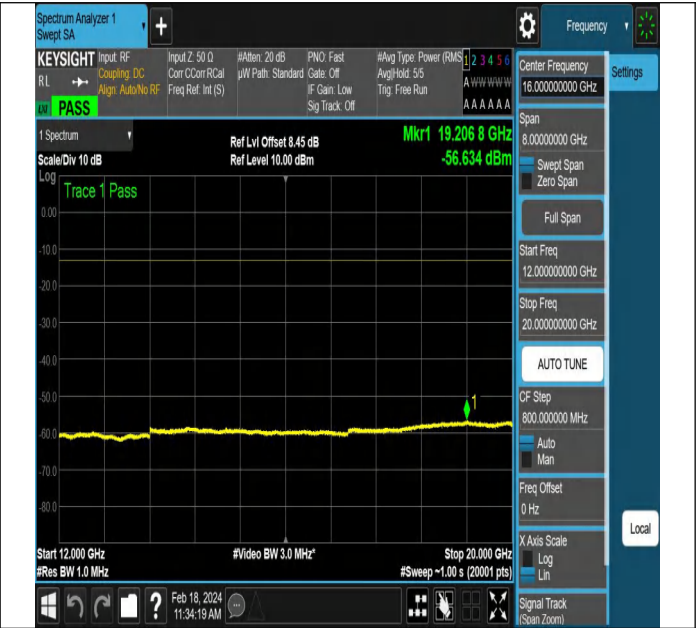 Spectrum Analyzer 1
Swept SA
+
Frequency
KEYSIGHT
RL
PASS
Input: RF
Coupling: DC
Align: Auto/No RF
Input Z: 50 Ω
Corr CCorr RCal
Freq Ref: Int (S)
#Atten: 20 dB
µW Path: Standard
PNO: Fast
Gate: Off
IF Gain: Low
Sig Track: Off
#Avg Type: Power (RMS
Avg|Hold: 5/5
Trig: Free Run
1 2 3 4 5 6
A W W W W W
A A A A A A
1 Spectrum
Scale/Div 10 dB
Ref Lvl Offset 8.45 dB
Ref Level 10.00 dBm
Mkr1 19.206 8 GHz
-56.634 dBm
Log
Trace 1 Pass
0.00
-10.0
-20.0
-30.0
-40.0
-50.0
-60.0
-70.0
-80.0
1
Start 12.000 GHz
#Res BW 1.0 MHz
#Video BW 3.0 MHz*
Stop 20.000 GHz
#Sweep ~1.00 s (20001 pts)
Feb 18, 2024
11:34:19 AM
?
Center Frequency
16.000000000 GHz
Settings
Span
8.00000000 GHz
Swept Span
Zero Span
Full Span
Start Freq
12.000000000 GHz
Stop Freq
20.000000000 GHz
AUTO TUNE
CF Step
800.000000 MHz
Auto
Man
Freq Offset
0 Hz
X Axis Scale
Log
Lin
Local
Signal Track
(Span Zoom)